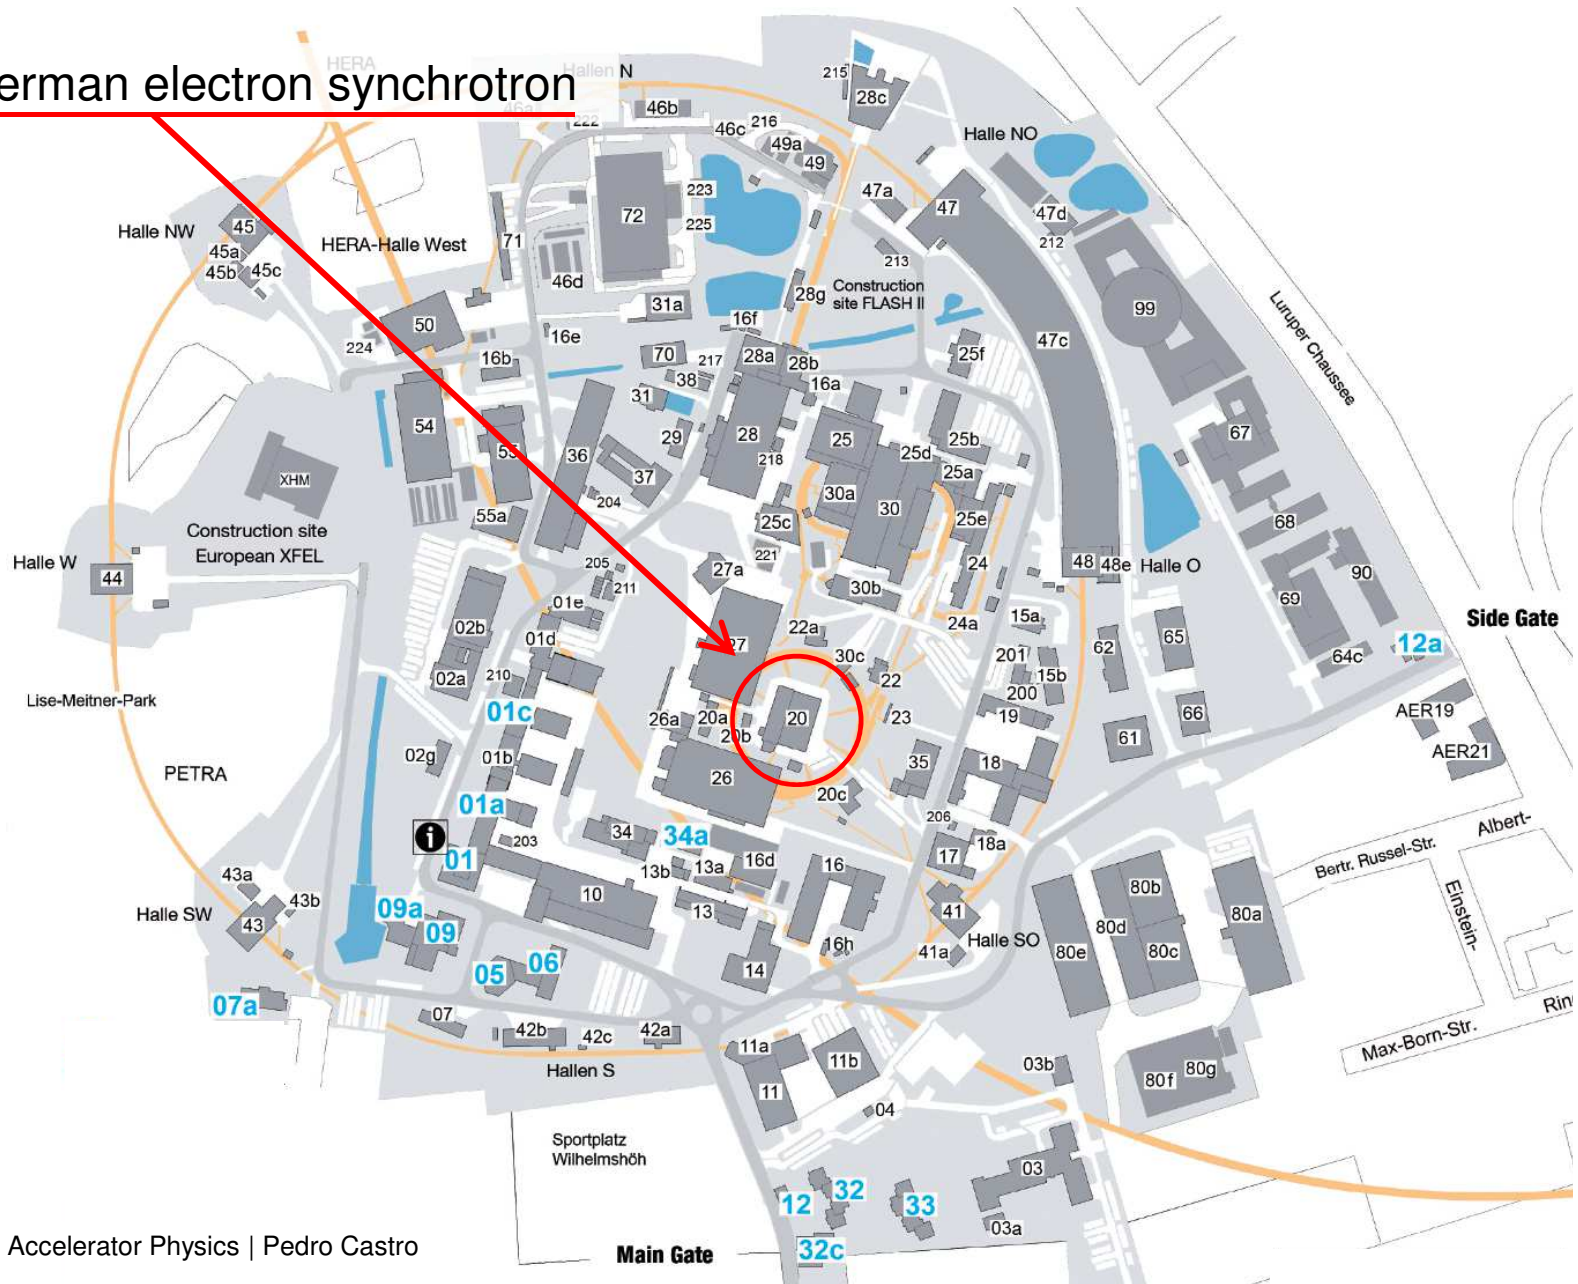 HERA
erman electron synchrotron
Hallen N
215
28c
46a
222
46b
46c
216
49a
49
Halle NO
47a
47
47d
212
72
223
225
Halle NW
45
45a
45b
45c
HERA-Halle West
71
46d
213
28g
Construction
site FLASH II
99
Luruper Chaussee
50
224
31a
16f
16e
16b
70
217
28a
28b
47c
25f
38
16a
31
54
55
36
29
28
218
25
25d
25b
25a
67
37
XHM
204
30a
30
55a
25c
25e
68
Construction site
European XFEL
Halle W
44
205
211
221
27a
24
48
48e
Halle O
90
30b
69
01e
02b
01d
22a
24a
15a
65
Side Gate
27
62
12a
30c
201
64c
210
02a
22
15b
200
Lise-Meitner-Park
01c
26a
20a
20b
20
23
19
66
AER19
61
AER21
02g
01b
35
18
PETRA
26
20c
01a
34
34a
206
Albert-
203
18a
Bertr. Russel-Str.
01
13b
13a
16d
16
17
43a
10
80b
Einstein-
43b
Halle SW
43
09a
09
13
41
80d
80a
Halle SO
16h
41a
80e
80c
05
06
14
07a
Ring
07
42b
42c
42a
Max-Born-Str.
11a
11b
03b
Hallen S
80f
80g
11
04
Sportplatz
Wilhelmshöh
03
12
32
33
03a
Accelerator Physics | Pedro Castro
Main Gate
32c